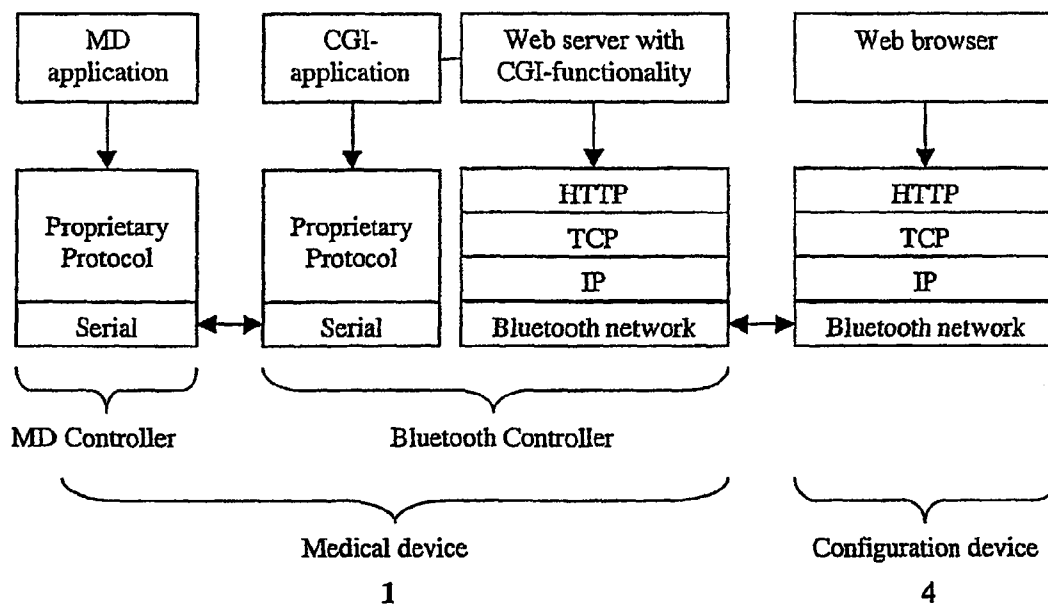 MD
application
CGI-
application
Web server with
CGI-functionality
Web browser
Proprietary
Protocol
Serial
Proprietary
Protocol
Serial
HTTP
TCP
IP
Bluetooth network
HTTP
TCP
IP
Bluetooth network
MD Controller
Bluetooth Controller
Medical device
1
Configuration device
4